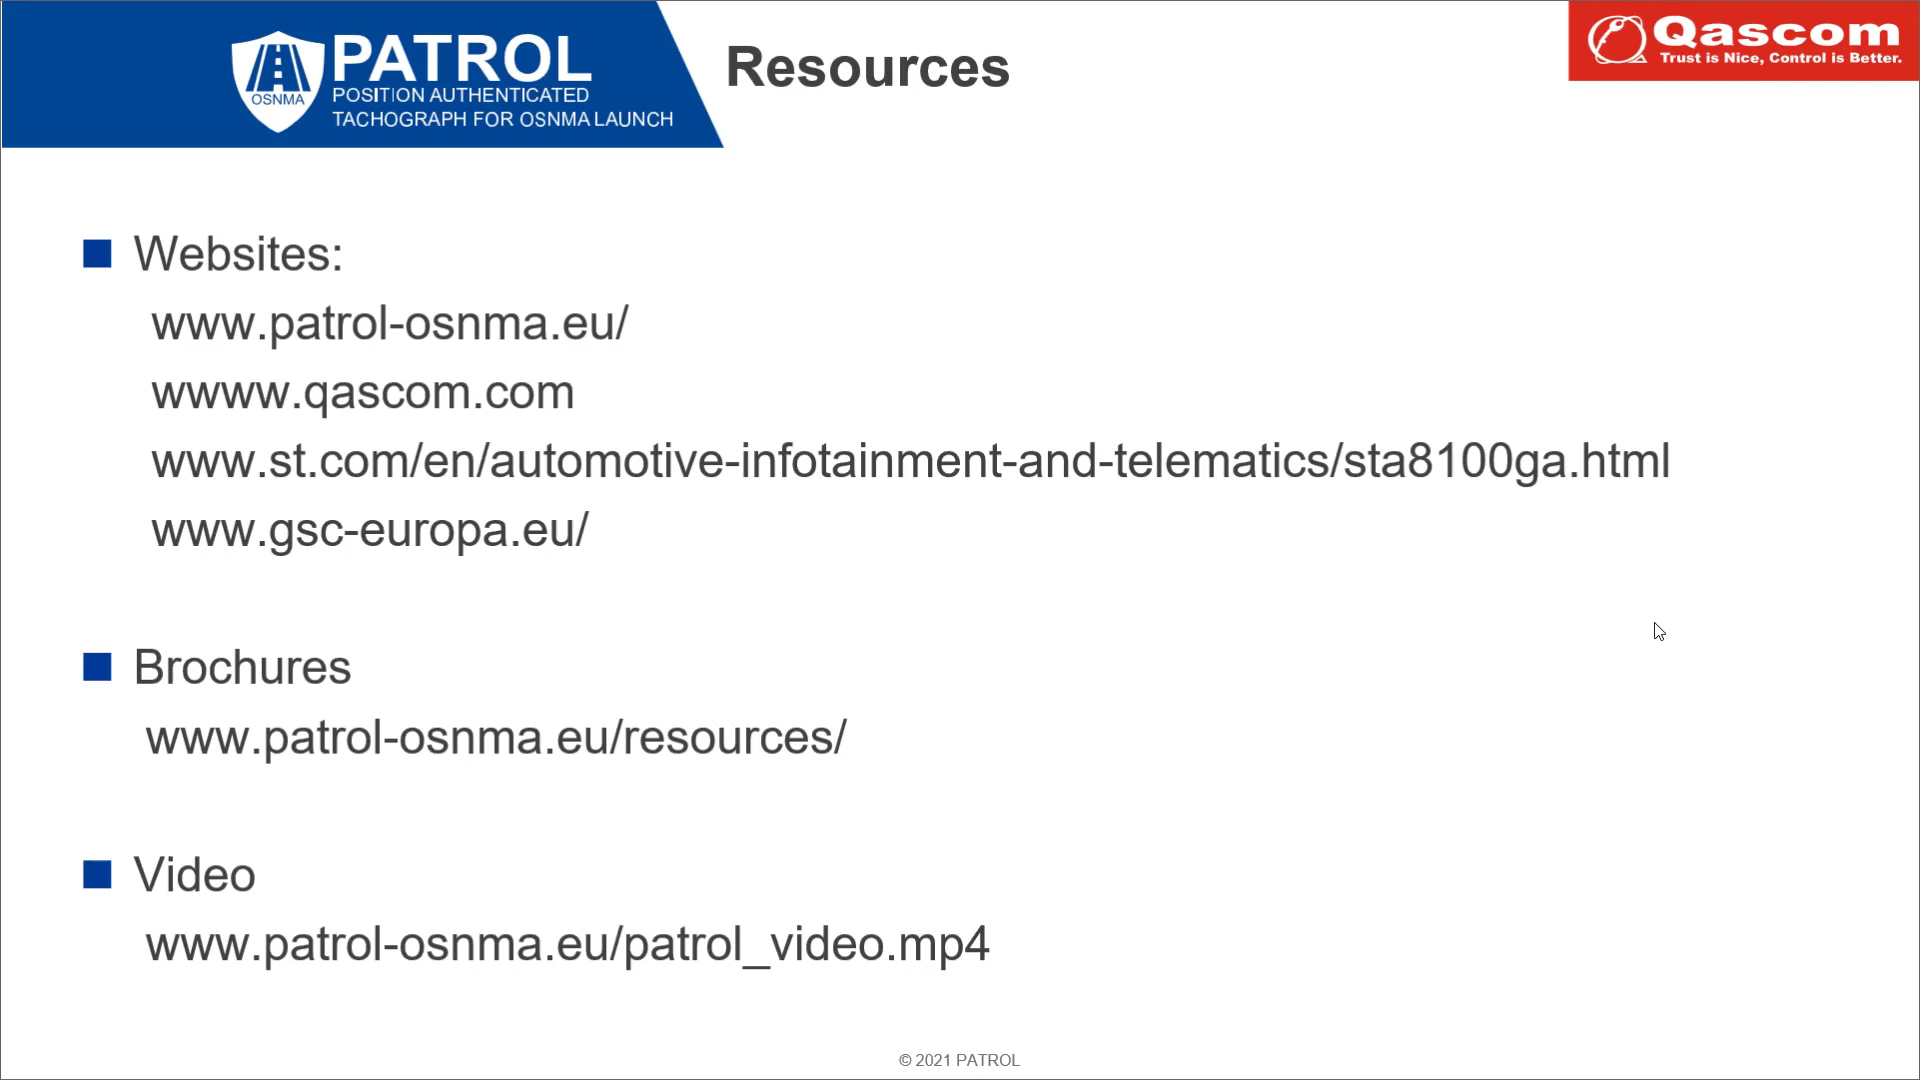 OSNMA
PATROL
POSITION AUTHENTICATED
TACHOGRAPH FOR OSNMA LAUNCH
Resources
Qascom
Trust is Nice, Control is Better.
Websites:
www.patrol-osnma.eu/
wwww.qascom.com
www.st.com/en/automotive-infotainment-and-telematics/sta8100ga.html
www.gsc-europa.eu/
Brochures
www.patrol-osnma.eu/resources/
Video
www.patrol-osnma.eu/patrol_video.mp4
© 2021 PATROL